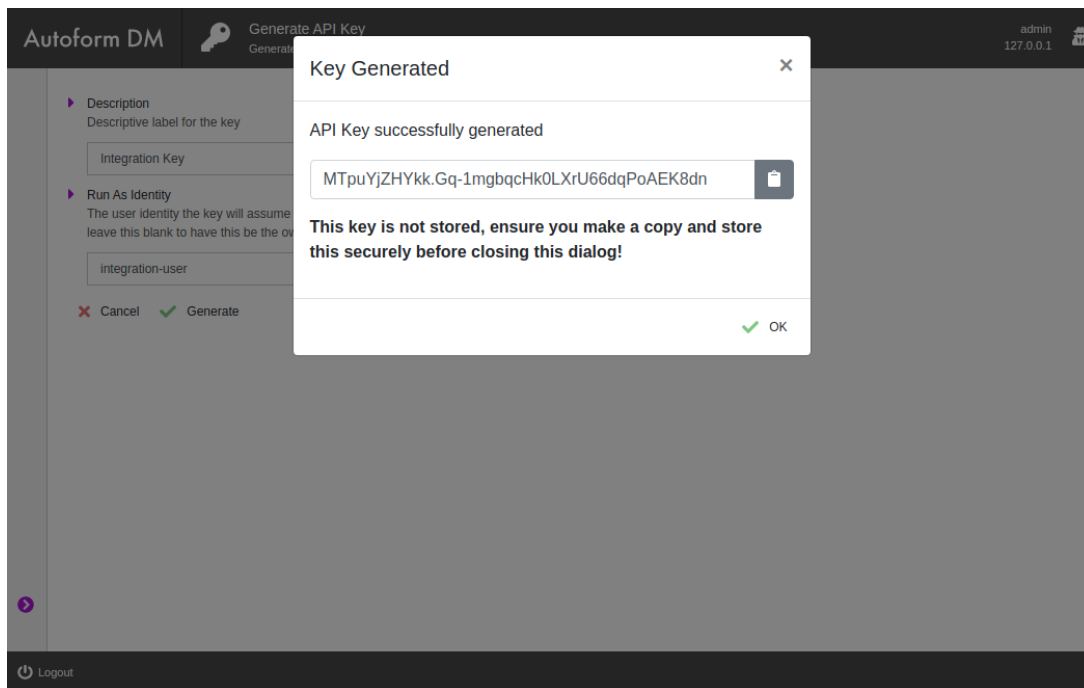 Autoform DM
Generate API Key
Generate
admin
127.0.0.1
Key Generated
×
API Key successfully generated
MTpuYjZHYkk.Gq-1mgbqcHk0LXrU66dqPoAEK8dn
This key is not stored, ensure you make a copy and store
this securely before closing this dialog!
OK
Description
Descriptive label for the key
Integration Key
Run As Identity
The user identity the key will assume
leave this blank to have this be the
integration-user
Cancel
Generate
Logout